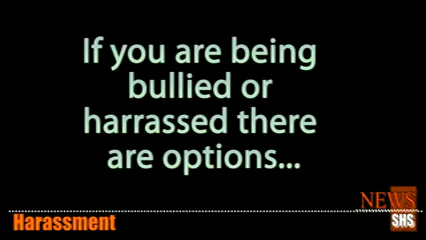 If you are being
bullied or
harrassed there
are options...
NEWS
SHS
Harassment